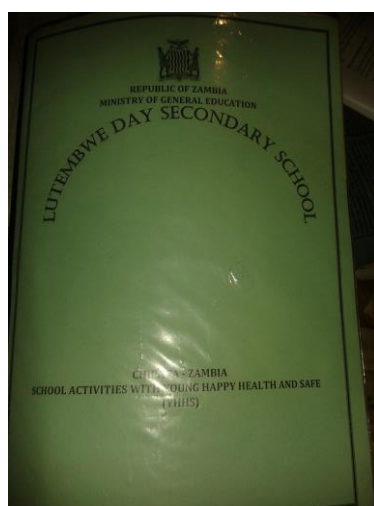 REPUBLIC OF ZAMBIA
MINISTRY OF GENERAL EDUCATION
LUTEMBWE DAY SECONDARY SCHOOL
ZAMBIA
SCHOOL ACTIVITIES WITH YOUNG HAPPY HEALTH AND SAFE
(YHHS)